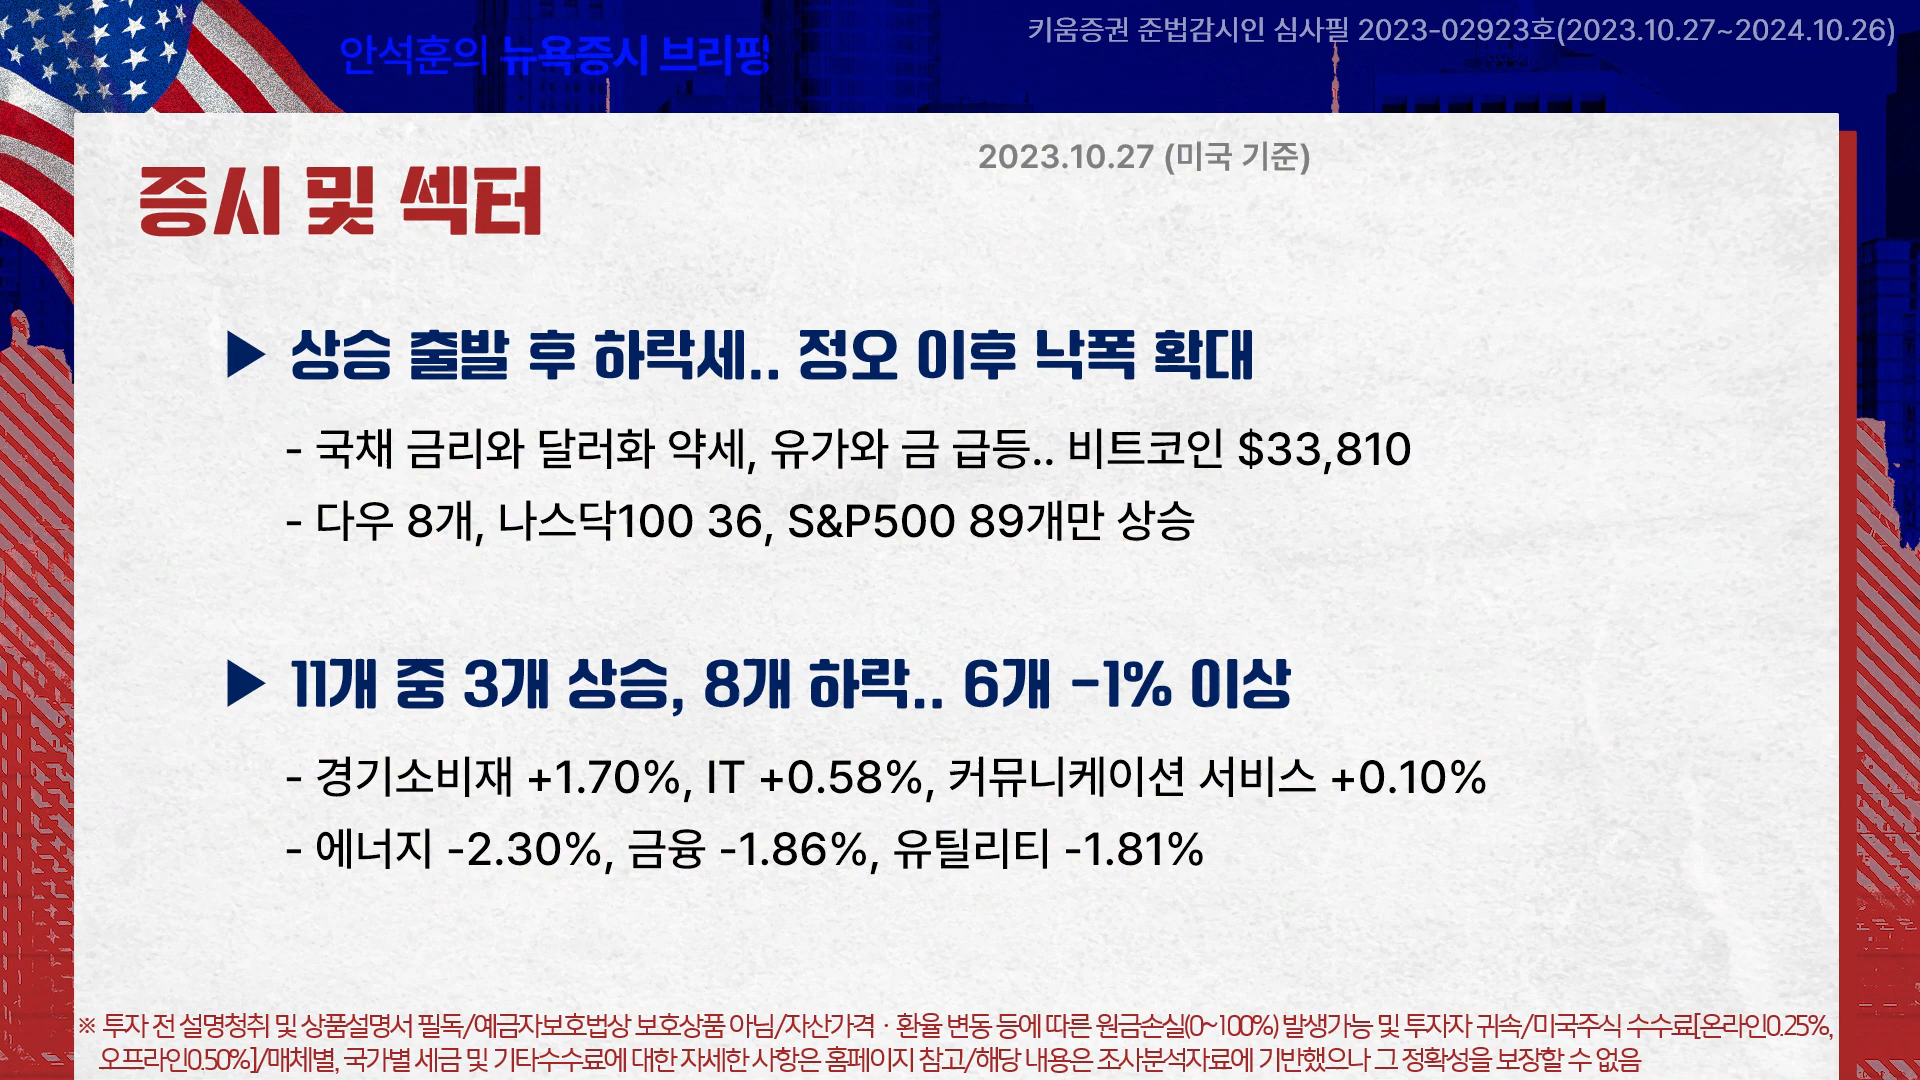 안석훈의 뉴욕증시 브리핑
키움증권 준법감시인 심사필 2023-02923호(2023.10.27~2024.10.26)
2023.10.27 (미국 기준)
증시 및 섹터
▶ 상승 출발 후 하락세.. 정오 이후 낙폭 확대
- 국채 금리와 달러화 약세, 유가와 금 급등.. 비트코인 $33,810
- 다우 8개, 나스닥100 36, S&P500 89개만 상승
▶ 11개 중 3개 상승, 8개 하락.. 6개 -1% 이상
- 경기소비재 +1.70%, IT +0.58%, 커뮤니케이션 서비스 +0.10%
- 에너지 -2.30%, 금융 -1.86%, 유틸리티 -1.81%
※ 투자 전 설명청취 및 상품설명서 필독/예금자보호법상 보호상품 아님/자산가격 · 환율 변동 등에 따른 원금손실(0~100%) 발생가능 및 투자자 귀속/미국주식 수수료[온라인0.25%,
오프라인0.50%]/매체별, 국가별 세금 및 기타수수료에 대한 자세한 사항은 홈페이지 참고/해당 내용은 조사분석자료에 기반했으나 그 정확성을 보장할 수 없음